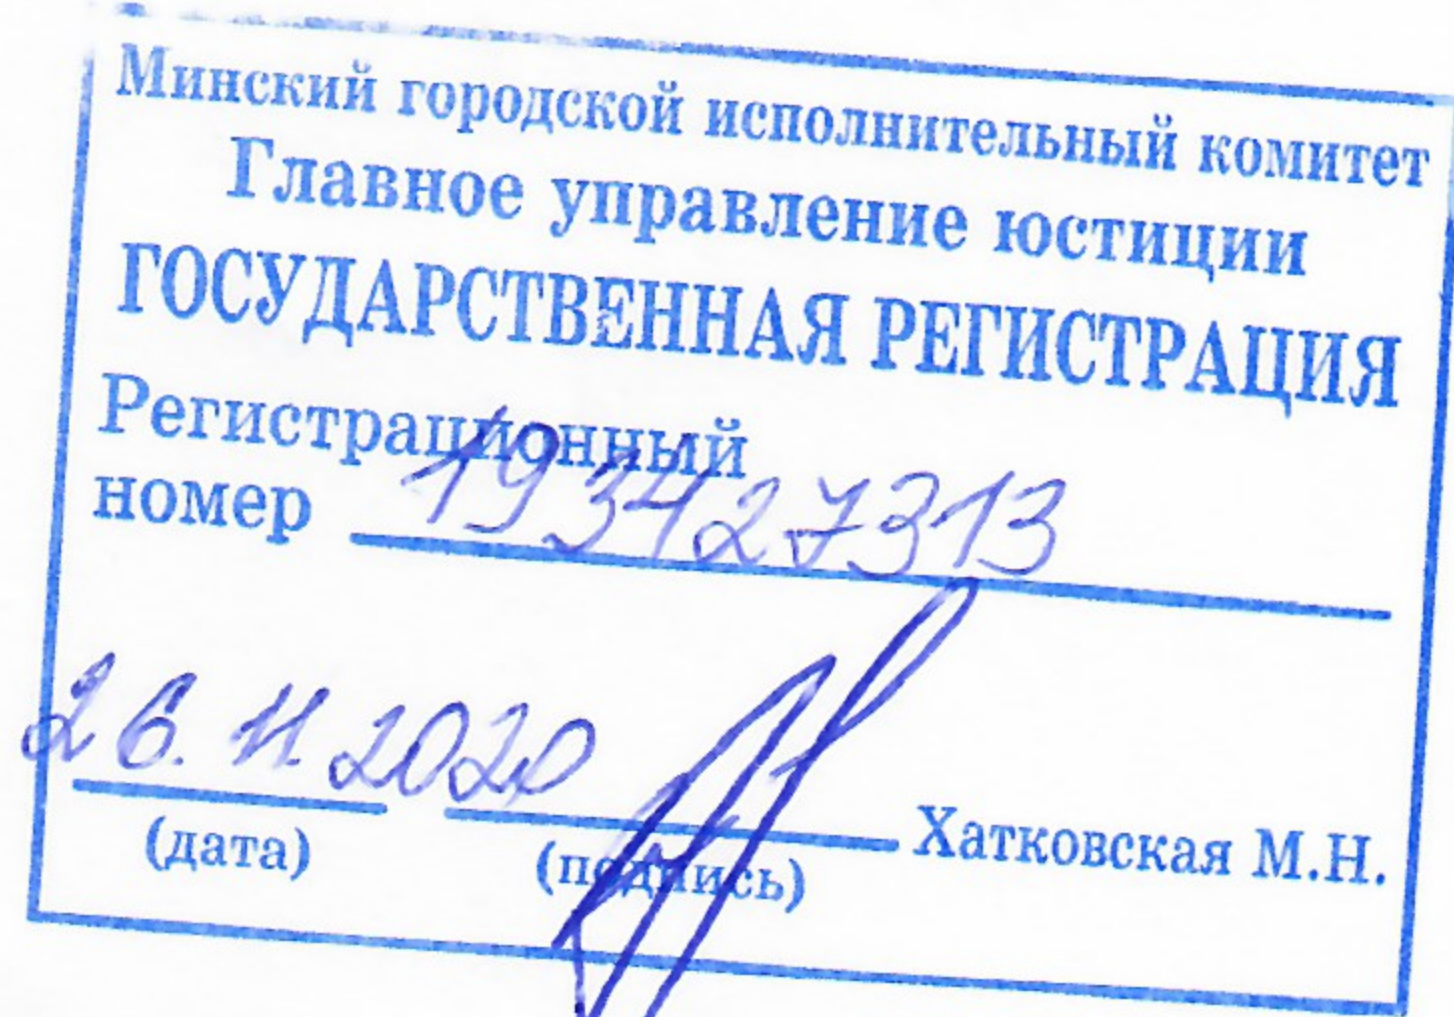 Минский городской исполнительный комитет
Главное управление юстиции
ГОСУДАРСТВЕННАЯ РЕГИСТРАЦИЯ
Регистрационный
номер 193427313
26.11.2020
Хатковская М.Н.
(дата) (подпись)